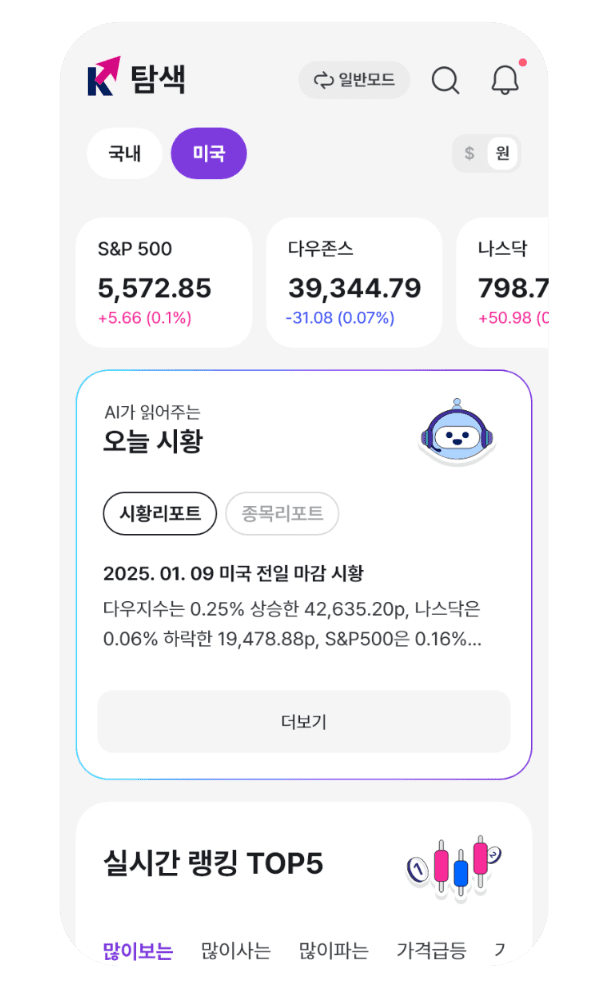 탐색
일반모드
국내
미국
$ 원
S&P 500
5,572.85
+5.66 (0.1%)
다우존스
39,344.79
-31.08 (0.07%)
나스닥
798.7
+50.98 (0
AI가 읽어주는
오늘 시황
시황리포트
종목리포트
2025. 01. 09 미국 전일 마감 시황
다우지수는 0.25% 상승한 42,635.20p, 나스닥은
0.06% 하락한 19,478.88p, S&P500은 0.16%...
더보기
실시간 랭킹 TOP5
1
많이보는 많이사는 많이파는 가격급등